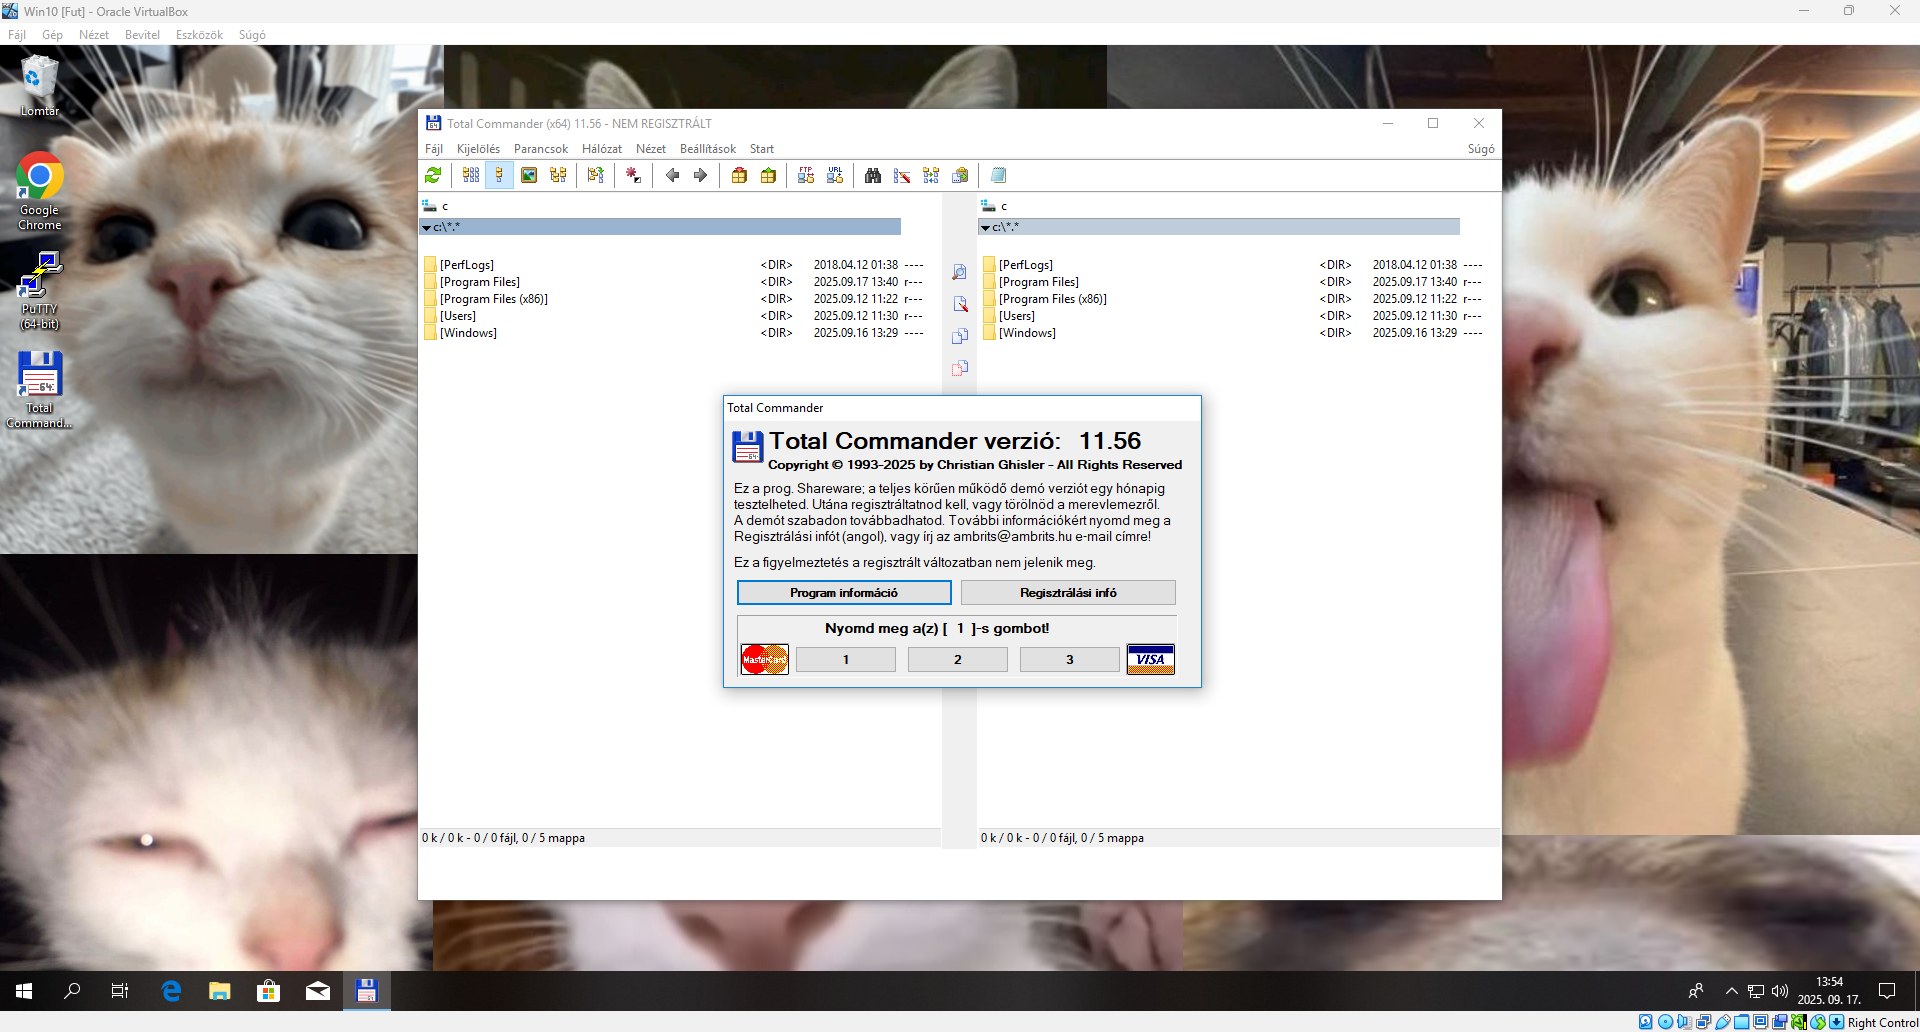 Win10 [Fut] - Oracle VirtualBox
Fájl Gép Nézet Bevitel Eszközök Súgó
Lomtár
Google
Chrome
PuTTY
(64-bit)
Total
Command...
Total Commander (x64) 11.56 - NEM REGISZTRÁLT
Fájl Kijelölés Parancsok Hálózat Nézet Beállítások Start Súgó
FTP URL
c
c:\*.*
[PerfLogs] <DIR> 2018.04.12 01:38 ----
[Program Files] <DIR> 2025.09.17 13:40 r---
[Program Files (x86)] <DIR> 2025.09.12 11:22 r---
[Users] <DIR> 2025.09.12 11:30 r---
[Windows] <DIR> 2025.09.16 13:29 ----
0 k / 0 k - 0 / 0 fájl, 0 / 5 mappa
c
c:\*.*
[PerfLogs] <DIR> 2018.04.12 01:38 ----
[Program Files] <DIR> 2025.09.17 13:40 r---
[Program Files (x86)] <DIR> 2025.09.12 11:22 r---
[Users] <DIR> 2025.09.12 11:30 r---
[Windows] <DIR> 2025.09.16 13:29 ----
0 k / 0 k - 0 / 0 fájl, 0 / 5 mappa
Total Commander
Total Commander verzió: 11.56
Copyright © 1993-2025 by Christian Ghisler - All Rights Reserved
Ez a prog. Shareware; a teljes körűen működő demó verziót egy hónapig
tesztelheted. Utána regisztráltatnod kell, vagy törölnöd a merevlemezről.
A demót szabadon továbbadhatod. További információkért nyomd meg a
Regisztrálási infót (angol), vagy írj az ambrits@ambrits.hu e-mail címre!
Ez a figyelmeztetés a regisztrált változatban nem jelenik meg.
Program információ Regisztrálási infó
Nyomd meg a(z) [ 1 ]-s gombot!
MasterCard 1 2 3 VISA
13:54
2025. 09. 17.
Right Control